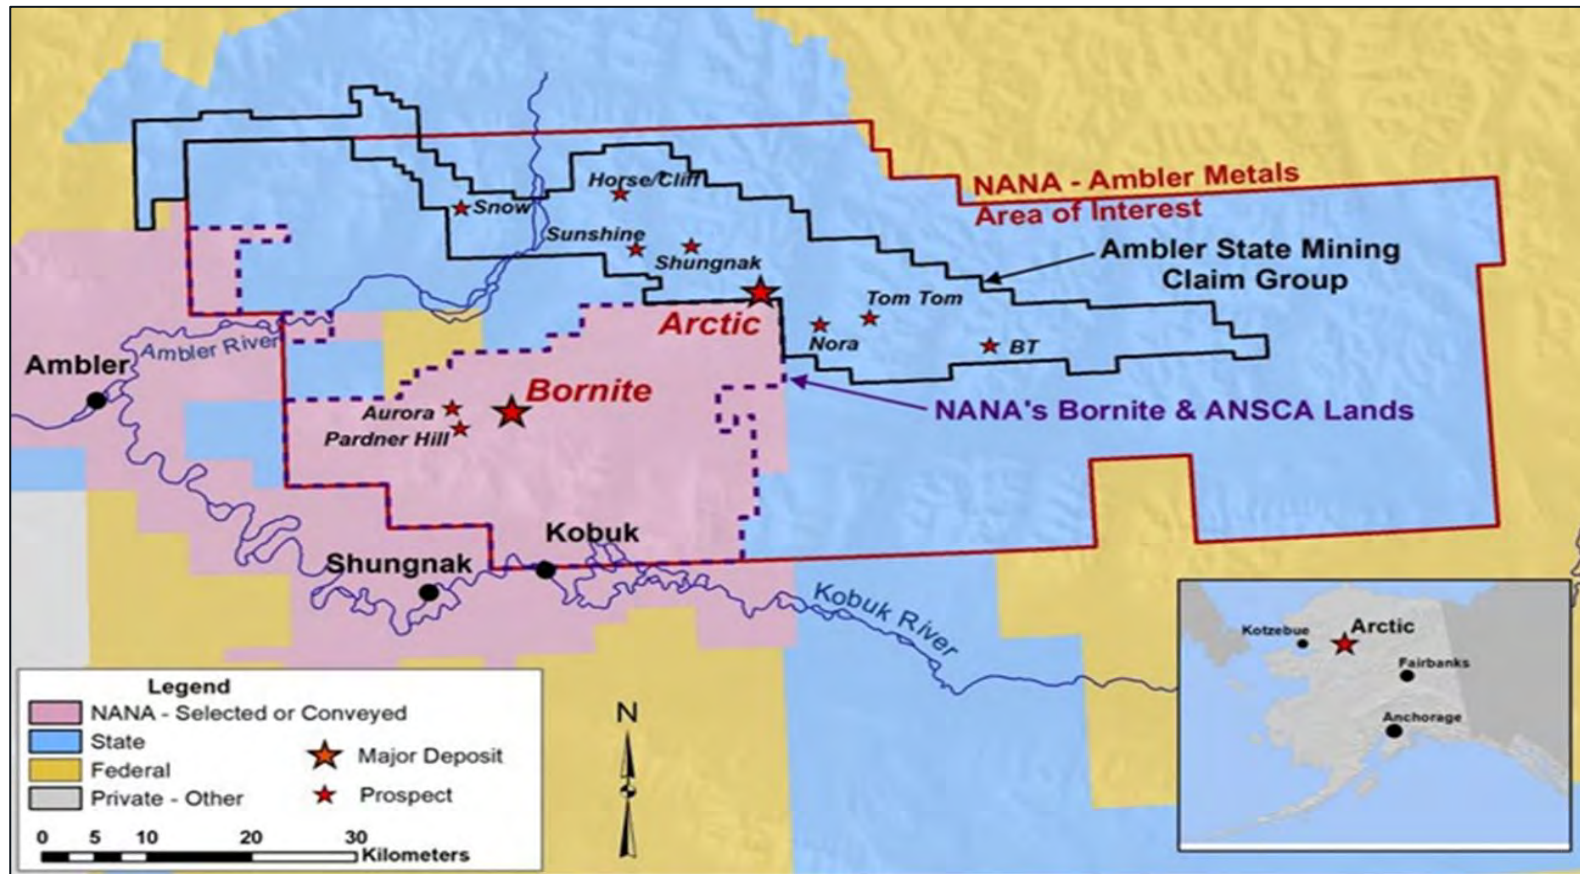 NANA - Ambler Metals
Area of Interest
Horse/Cliff
Snow
Sunshine
Shungnak
Ambler State Mining
Claim Group
Tom Tom
Arctic
Nora
BT
Ambler River
Ambler
Bornite
NANA's Bornite & ANSCA Lands
Aurora
Pardner Hill
Kobuk
Shungnak
Kobuk River
Kotzebue
Arctic
Fairbanks
Anchorage
N
Legend
NANA - Selected or Conveyed
State
Federal
Private - Other
Major Deposit
Prospect
0 5 10 20 30
Kilometers